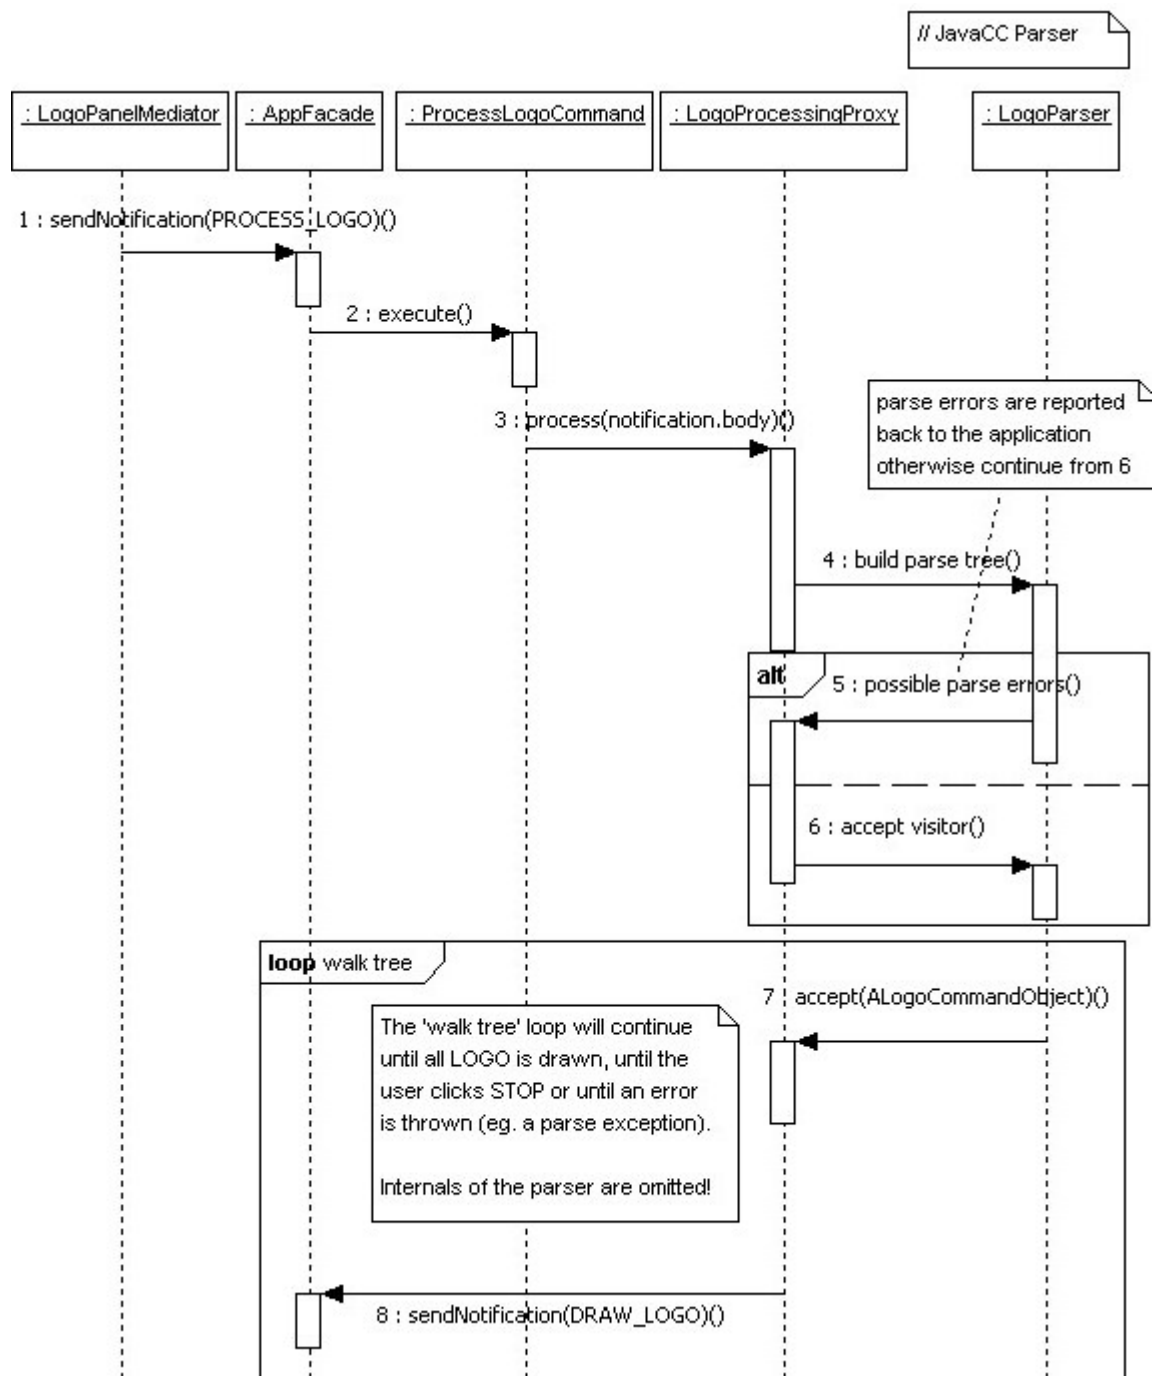 // JavaCC Parser
: LogoPanelMediator
: AppFacade
: ProcessLogoCommand
: LogoProcessingProxy
: LogoParser
1 : sendNotification(PROCESS_LOGO)()
2 : execute()
3 : process(notification.body)()
parse errors are reported
back to the application
otherwise continue from 6
4 : build parse tree()
alt
5 : possible parse errors()
6 : accept visitor()
loop walk tree
7 : accept(ALogoCommandObject)()
The 'walk tree' loop will continue
until all LOGO is drawn, until the
user clicks STOP or until an error
is thrown (eg. a parse exception).
Internals of the parser are omitted!
8 : sendNotification(DRAW_LOGO)()